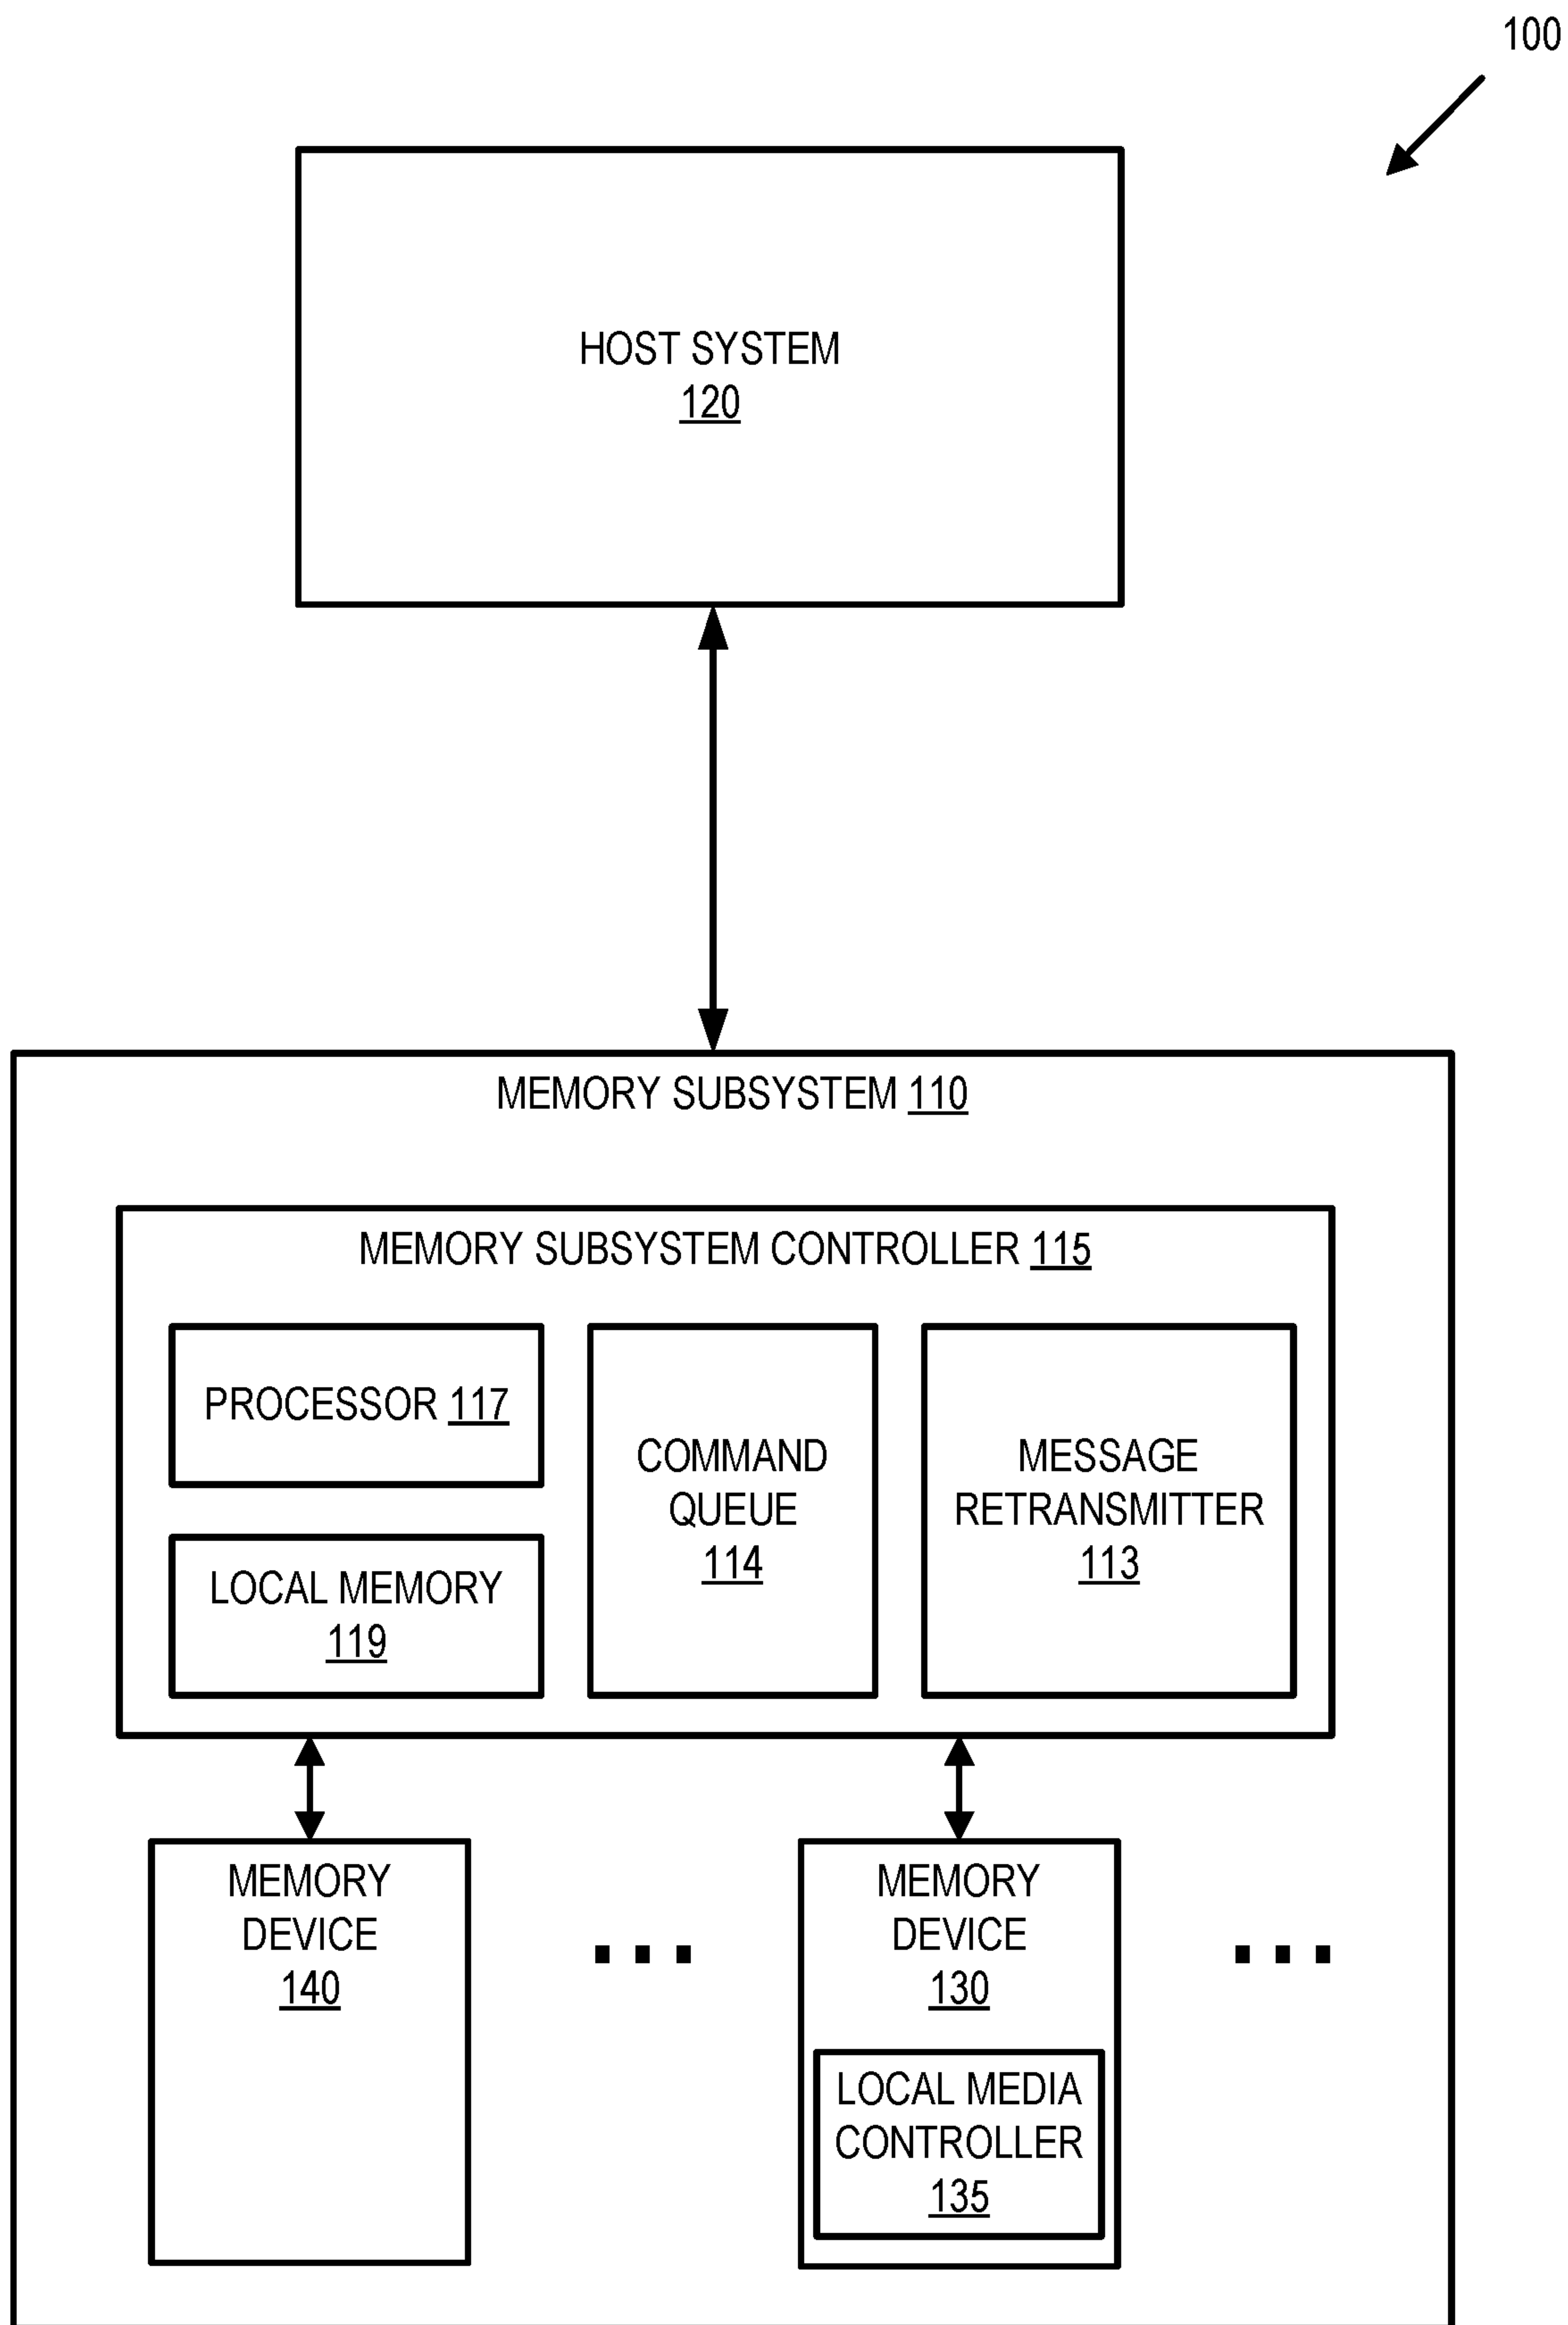 100
HOST SYSTEM
120
MEMORY SUBSYSTEM 110
MEMORY SUBSYSTEM CONTROLLER 115
PROCESSOR 117
LOCAL MEMORY
119
COMMAND
QUEUE
114
MESSAGE
RETRANSMITTER
113
MEMORY
DEVICE
140
MEMORY
DEVICE
130
LOCAL MEDIA
CONTROLLER
135